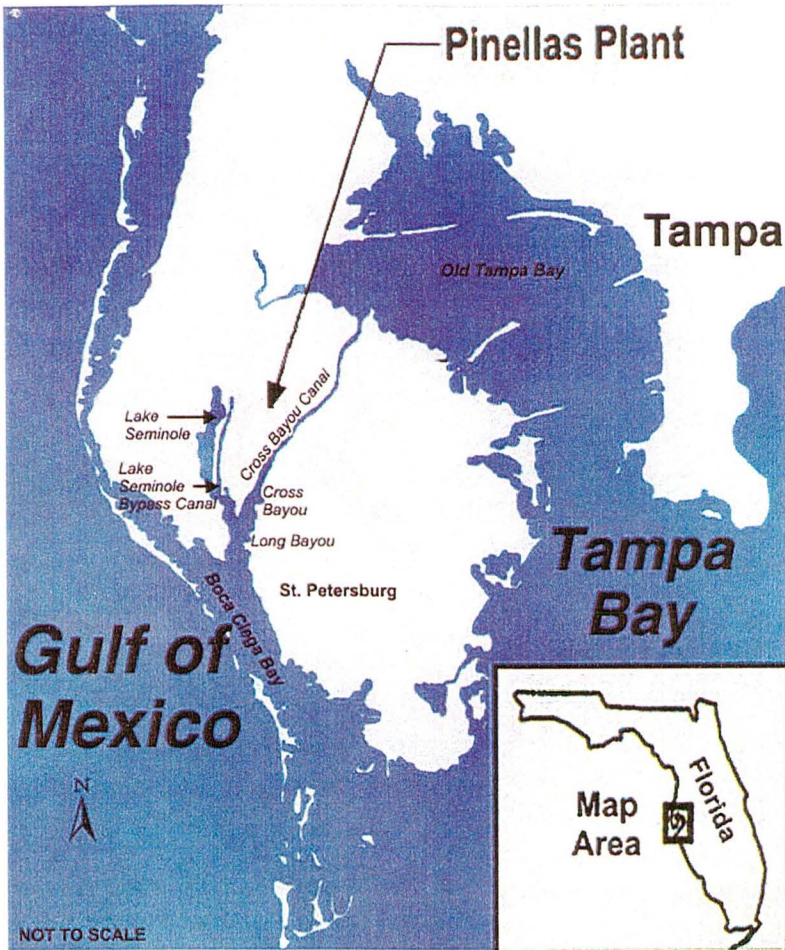 Pinellas Plant
Tampa
Old Tampa Bay
Lake
Seminole
Cross Bayou Canal
Lake
Seminole
Bypass Canal
Cross
Bayou
Long Bayou
Tampa
Bay
St. Petersburg
Boca Ciega Bay
Gulf of
Mexico
N
Map
Area
Florida
NOT TO SCALE